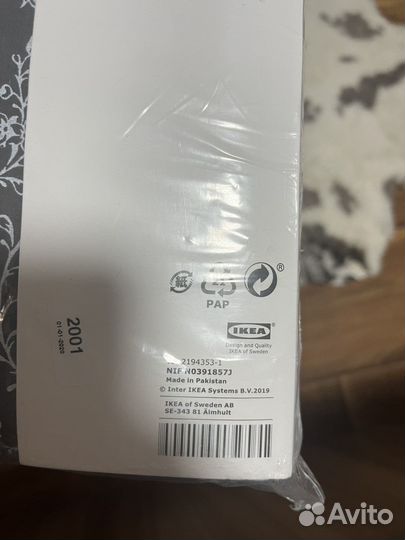 紙
PAP
®
IKEA
Design and Quality
IKEA of Sweden
2194353-1
NIF N0391857J
Made in Pakistan
© Inter IKEA Systems B.V.2019
IKEA of Sweden AB
SE-343 81 Älmhult
2001
01-01-2020
Avito